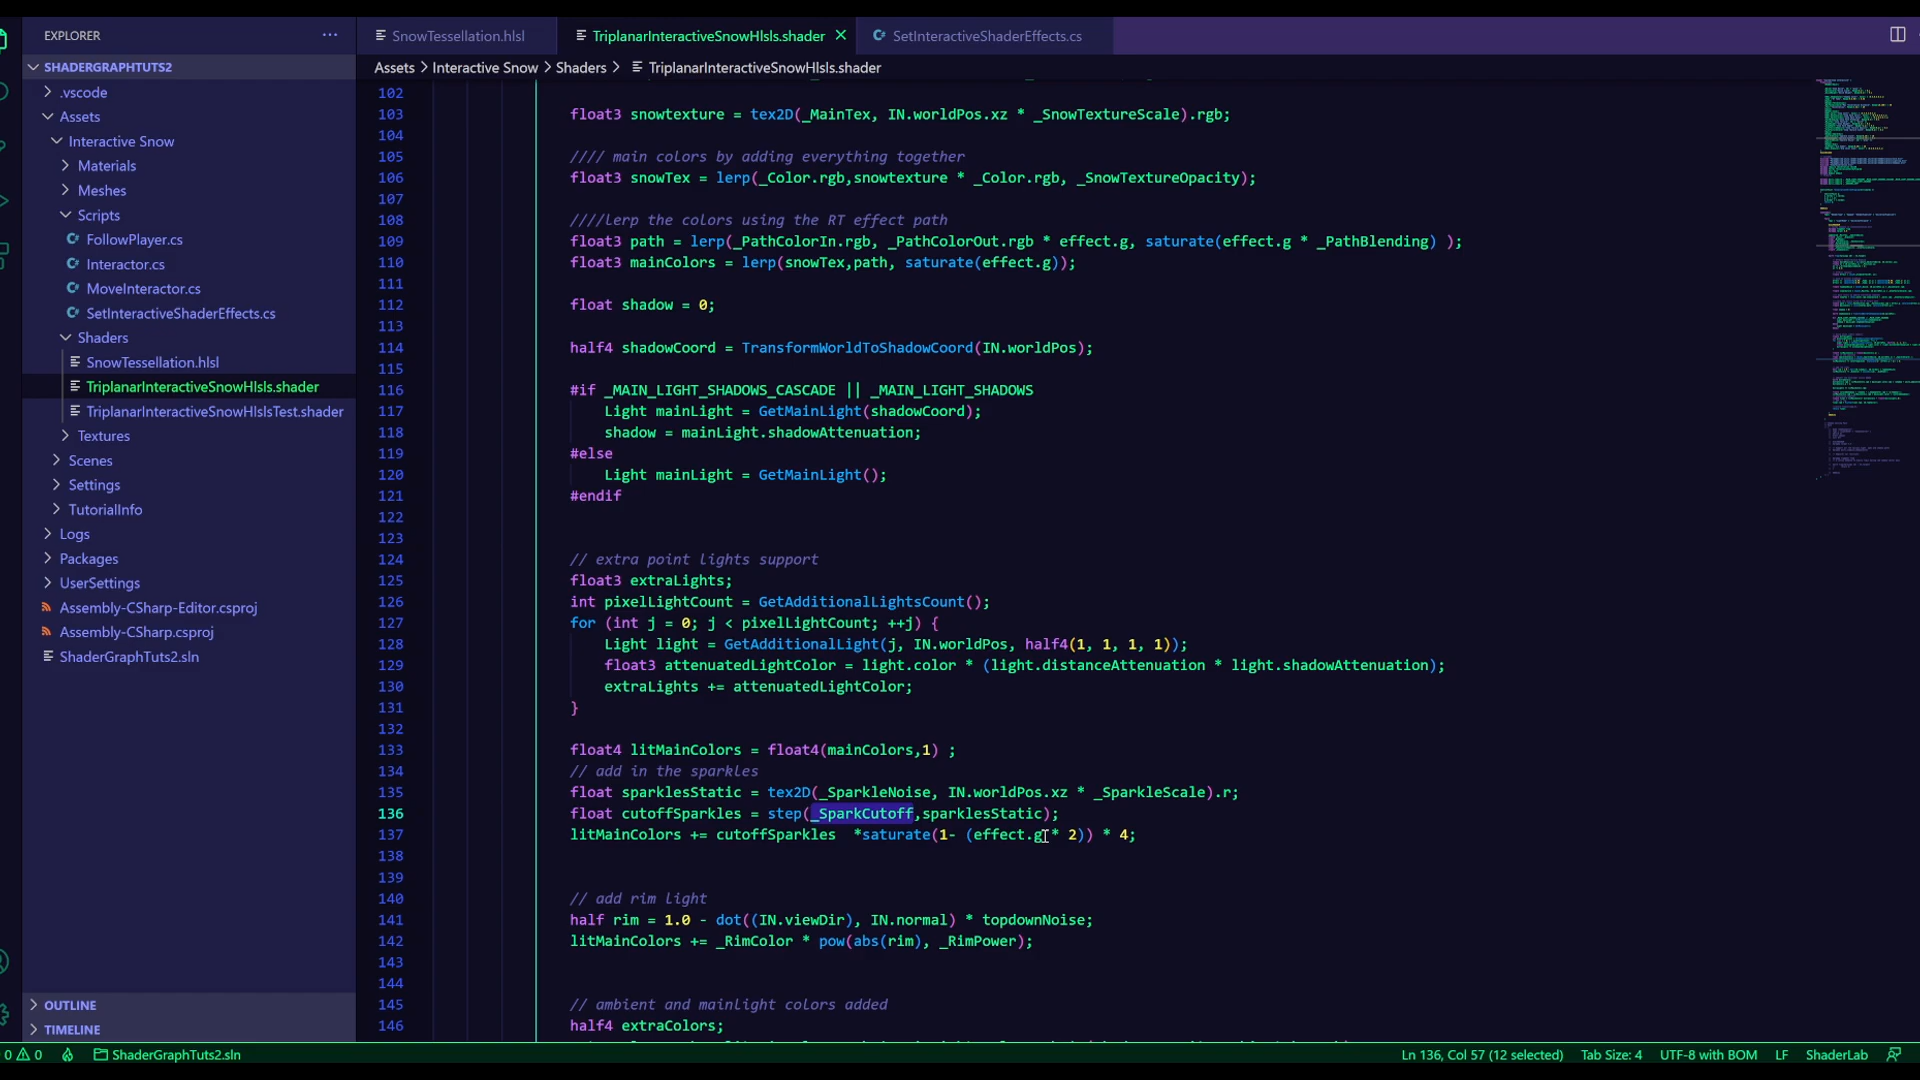 EXPLORER
SnowTessellation.hlsl
TriplanarInteractiveSnowHlsls.shader
SetInteractiveShaderEffects.cs
SHADERGRAPHTUTS2
Assets > Interactive Snow > Shaders > TriplanarInteractiveSnowHlsls.shader
.vscode
Assets
Interactive Snow
Materials
Meshes
Scripts
FollowPlayer.cs
Interactor.cs
MoveInteractor.cs
SetInteractiveShaderEffects.cs
Shaders
SnowTessellation.hlsl
TriplanarInteractiveSnowHlsls.shader
TriplanarInteractiveSnowHlslsTest.shader
Textures
Scenes
Settings
TutorialInfo
Logs
Packages
UserSettings
Assembly-CSharp-Editor.csproj
Assembly-CSharp.csproj
ShaderGraphTuts2.sln
OUTLINE
TIMELINE
102
103 float3 snowtexture = tex2D(_MainTex, IN.worldPos.xz * _SnowTextureScale).rgb;
104
105 //// main colors by adding everything together
106 float3 snowTex = lerp(_Color.rgb,snowtexture * _Color.rgb, _SnowTextureOpacity);
107
108 ////lerp the colors using the RT effect path
109 float3 path = lerp(_PathColorIn.rgb, _PathColorOut.rgb * effect.g, saturate(effect.g * _PathBlending) );
110 float3 mainColors = lerp(snowTex,path, saturate(effect.g));
111
112 float shadow = 0;
113
114 half4 shadowCoord = TransformWorldToShadowCoord(IN.worldPos);
115
116 #if _MAIN_LIGHT_SHADOWS_CASCADE || _MAIN_LIGHT_SHADOWS
117 Light mainLight = GetMainLight(shadowCoord);
118 shadow = mainLight.shadowAttenuation;
119 #else
120 Light mainLight = GetMainLight();
121 #endif
122
123
124 // extra point lights support
125 float3 extraLights;
126 int pixelLightCount = GetAdditionalLightsCount();
127 for (int j = 0; j < pixelLightCount; ++j) {
128 Light light = GetAdditionalLight(j, IN.worldPos, half4(1, 1, 1, 1));
129 float3 attenuatedLightColor = light.color * (light.distanceAttenuation * light.shadowAttenuation);
130 extraLights += attenuatedLightColor;
131 }
132
133 float4 litMainColors = float4(mainColors,1) ;
134 // add in the sparkles
135 float sparklesStatic = tex2D(_SparkleNoise, IN.worldPos.xz * _SparkleScale).r;
136 float cutoffSparkles = step(_SparkCutoff,sparklesStatic);
137 litMainColors += cutoffSparkles *saturate(1- (effect.g * 2)) * 4;
138
139
140 // add rim light
141 half rim = 1.0 - dot((IN.viewDir), IN.normal) * topdownNoise;
142 litMainColors += _RimColor * pow(abs(rim), _RimPower);
143
144
145 // ambient and mainlight colors added
146 half4 extraColors;
0 0 ShaderGraphTuts2.sln Ln 136, Col 57 (12 selected) Tab Size: 4 UTF-8 with BOM LF ShaderLab